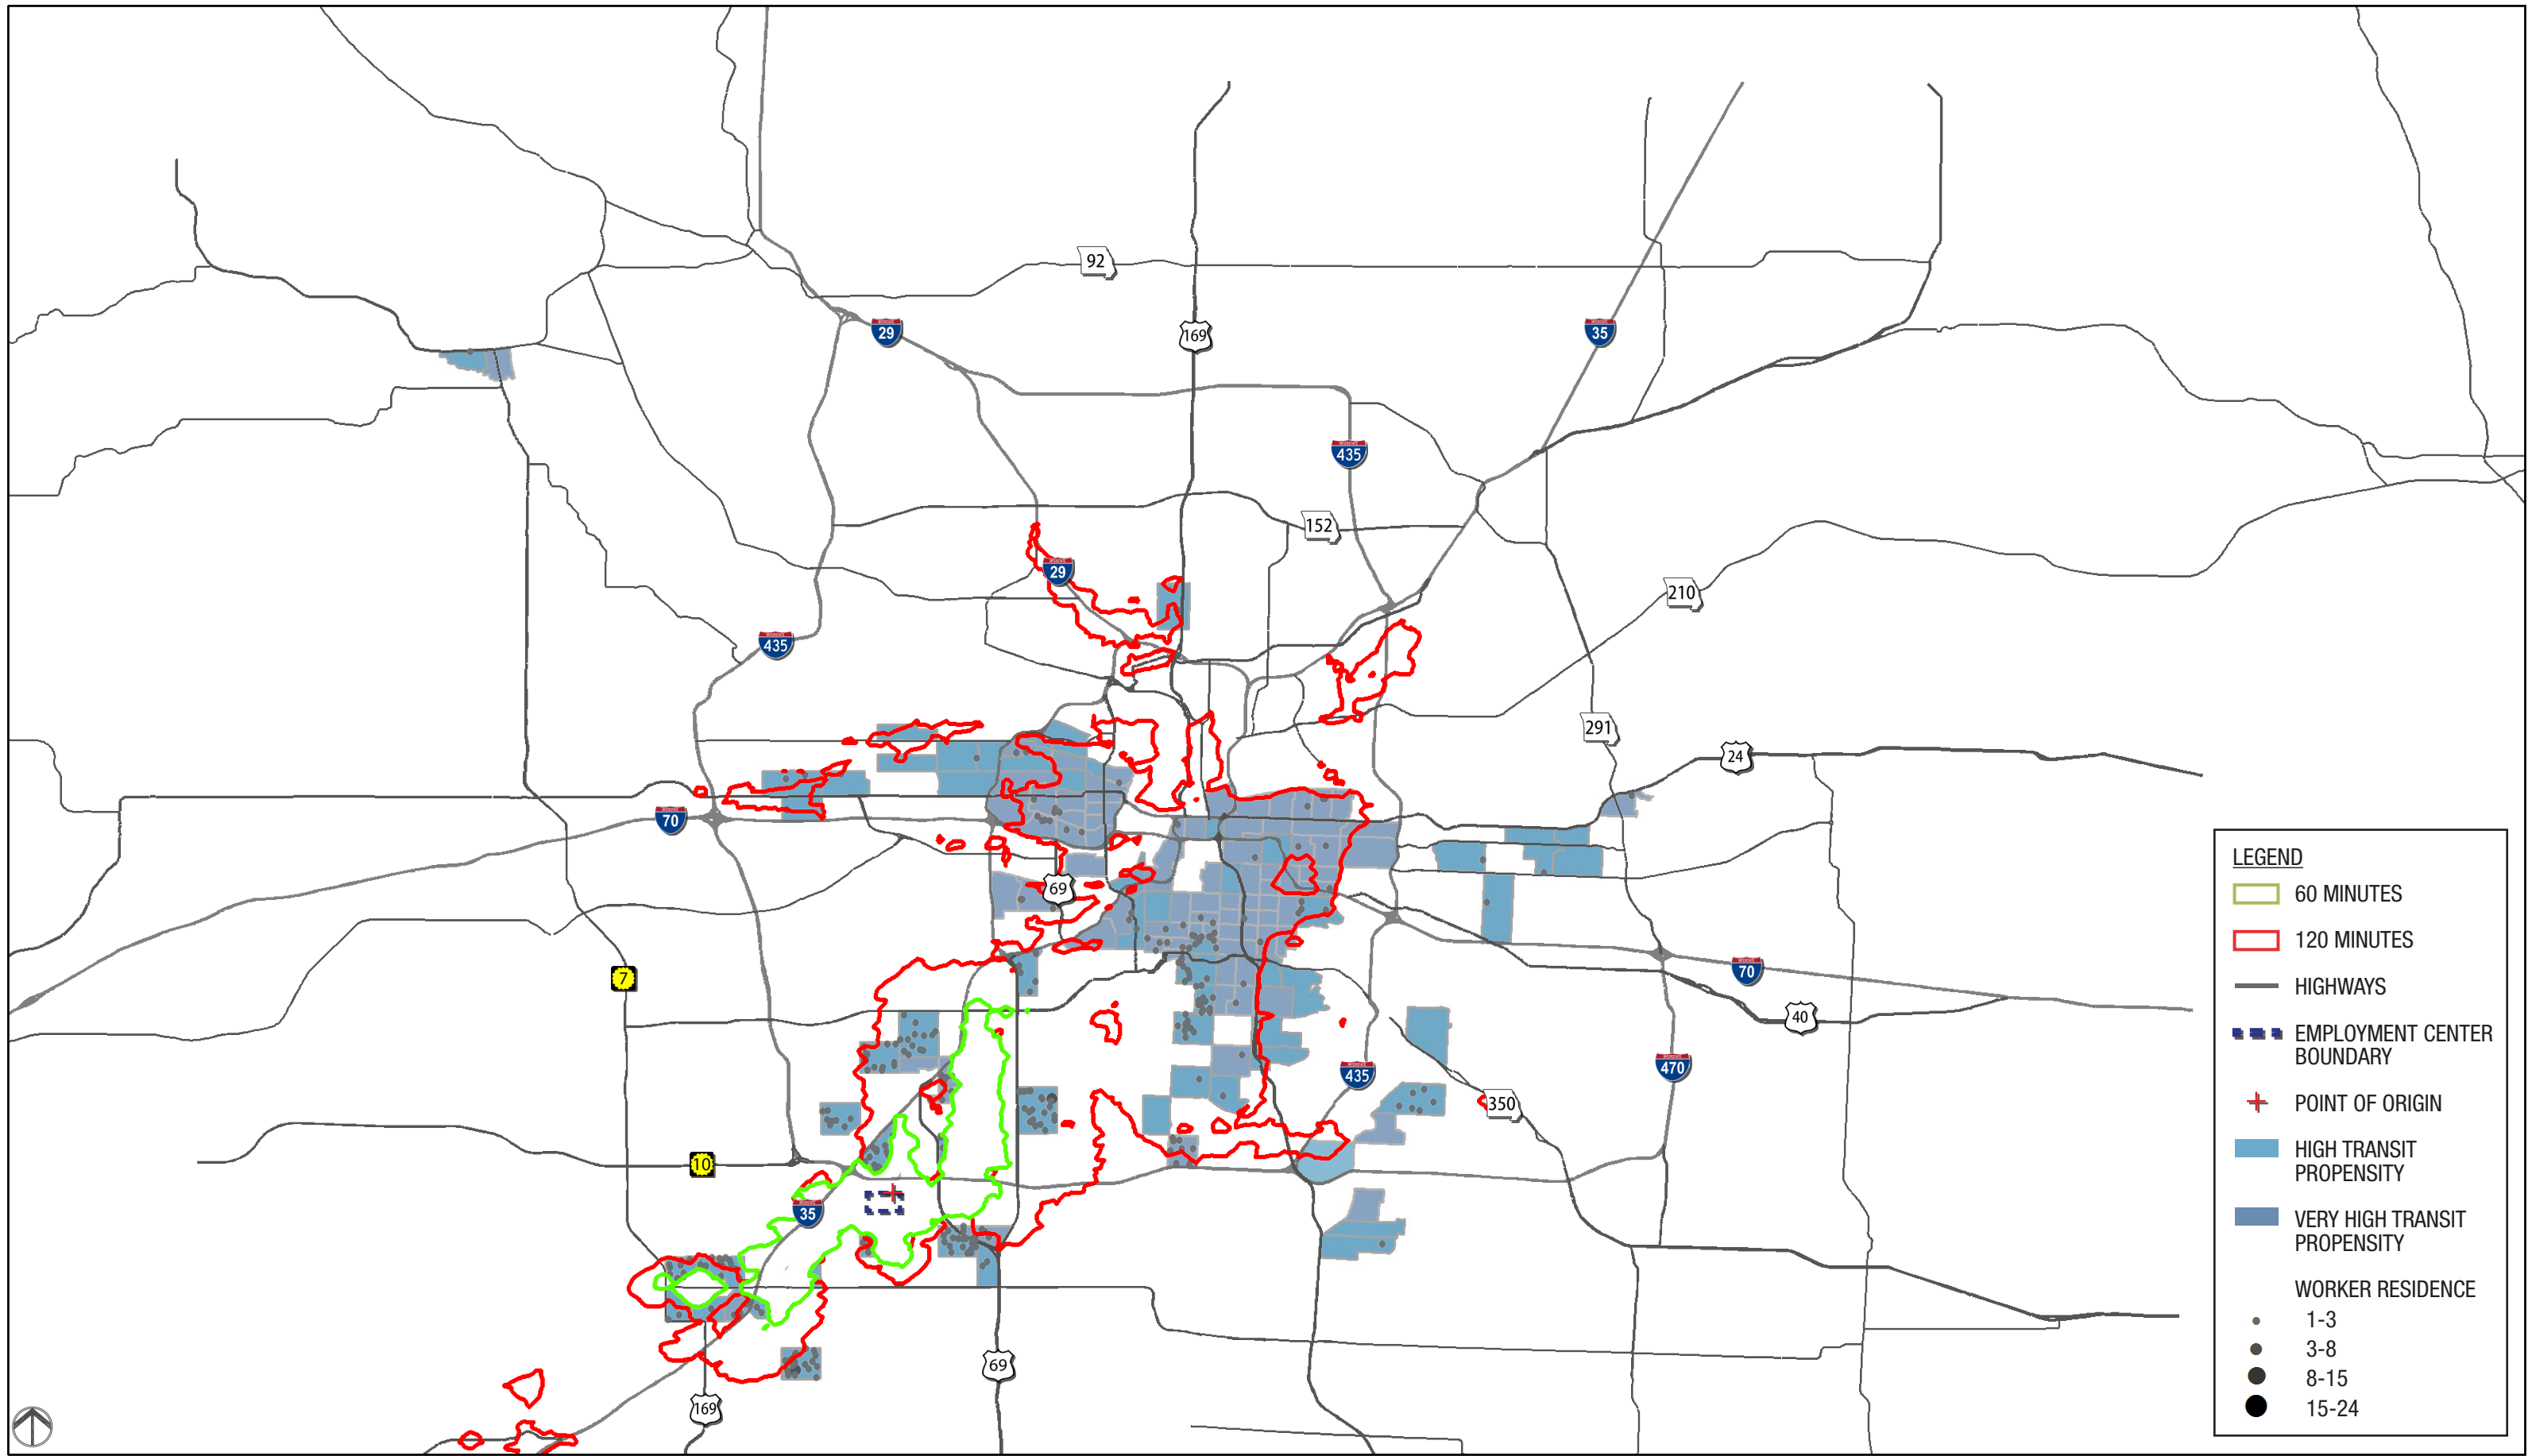 92
29
169
35
435
152
29
210
435
291
24
70
69
7
70
40
435
470
350
10
35
69
169
LEGEND
60 MINUTES
120 MINUTES
HIGHWAYS
EMPLOYMENT CENTER
BOUNDARY
POINT OF ORIGIN
HIGH TRANSIT
PROPENSITY
VERY HIGH TRANSIT
PROPENSITY
WORKER RESIDENCE
1-3
3-8
8-15
15-24